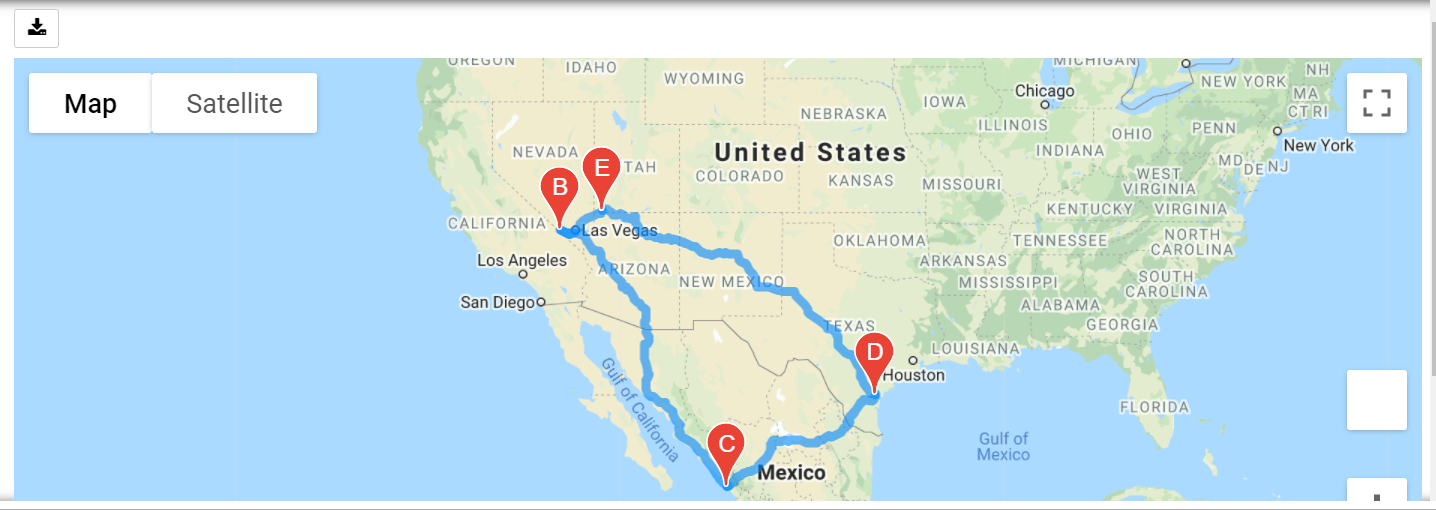 OREGON
IDAHO
WYOMING
MICHIGAN
NEW YORK
NH
MA
CT RI
Map
Satellite
Chicago
IOWA
NEBRASKA
ILLINOIS
OHIO
PENN
New York
NEVADA
TAH
United States
INDIANA
MD
DE
NJ
COLORADO
KANSAS
MISSOURI
WEST
VIRGINIA
B
E
KENTUCKY
VIRGINIA
CALIFORNIA
Las Vegas
OKLAHOMA
TENNESSEE
NORTH
CAROLINA
Los Angeles
ARIZONA
NEW MEXICO
ARKANSAS
MISSISSIPPI
SOUTH
CAROLINA
San Diego
ALABAMA
TEXAS
GEORGIA
D
LOUISIANA
Houston
Gulf of California
FLORIDA
C
Gulf of
Mexico
Mexico